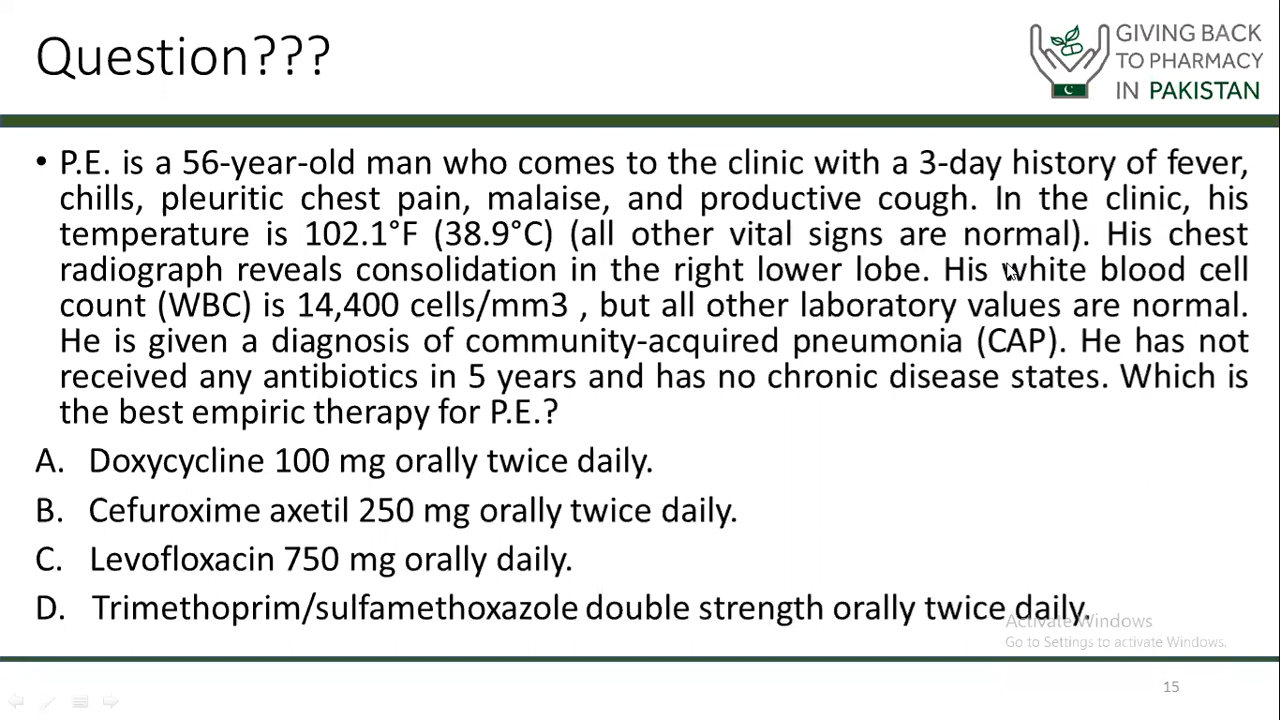 Question???
GIVING BACK
TO PHARMACY
IN PAKISTAN
• P.E. is a 56-year-old man who comes to the clinic with a 3-day history of fever,
chills, pleuritic chest pain, malaise, and productive cough. In the clinic, his
temperature is 102.1°F (38.9°C) (all other vital signs are normal). His chest
radiograph reveals consolidation in the right lower lobe. His white blood cell
count (WBC) is 14,400 cells/mm3 , but all other laboratory values are normal.
He is given a diagnosis of community-acquired pneumonia (CAP). He has not
received any antibiotics in 5 years and has no chronic disease states. Which is
the best empiric therapy for P.E.?
A. Doxycycline 100 mg orally twice daily.
B. Cefuroxime axetil 250 mg orally twice daily.
C. Levofloxacin 750 mg orally daily.
D. Trimethoprim/sulfamethoxazole double strength orally twice daily.
Activate Windows
Go to Settings to activate Windows.
15